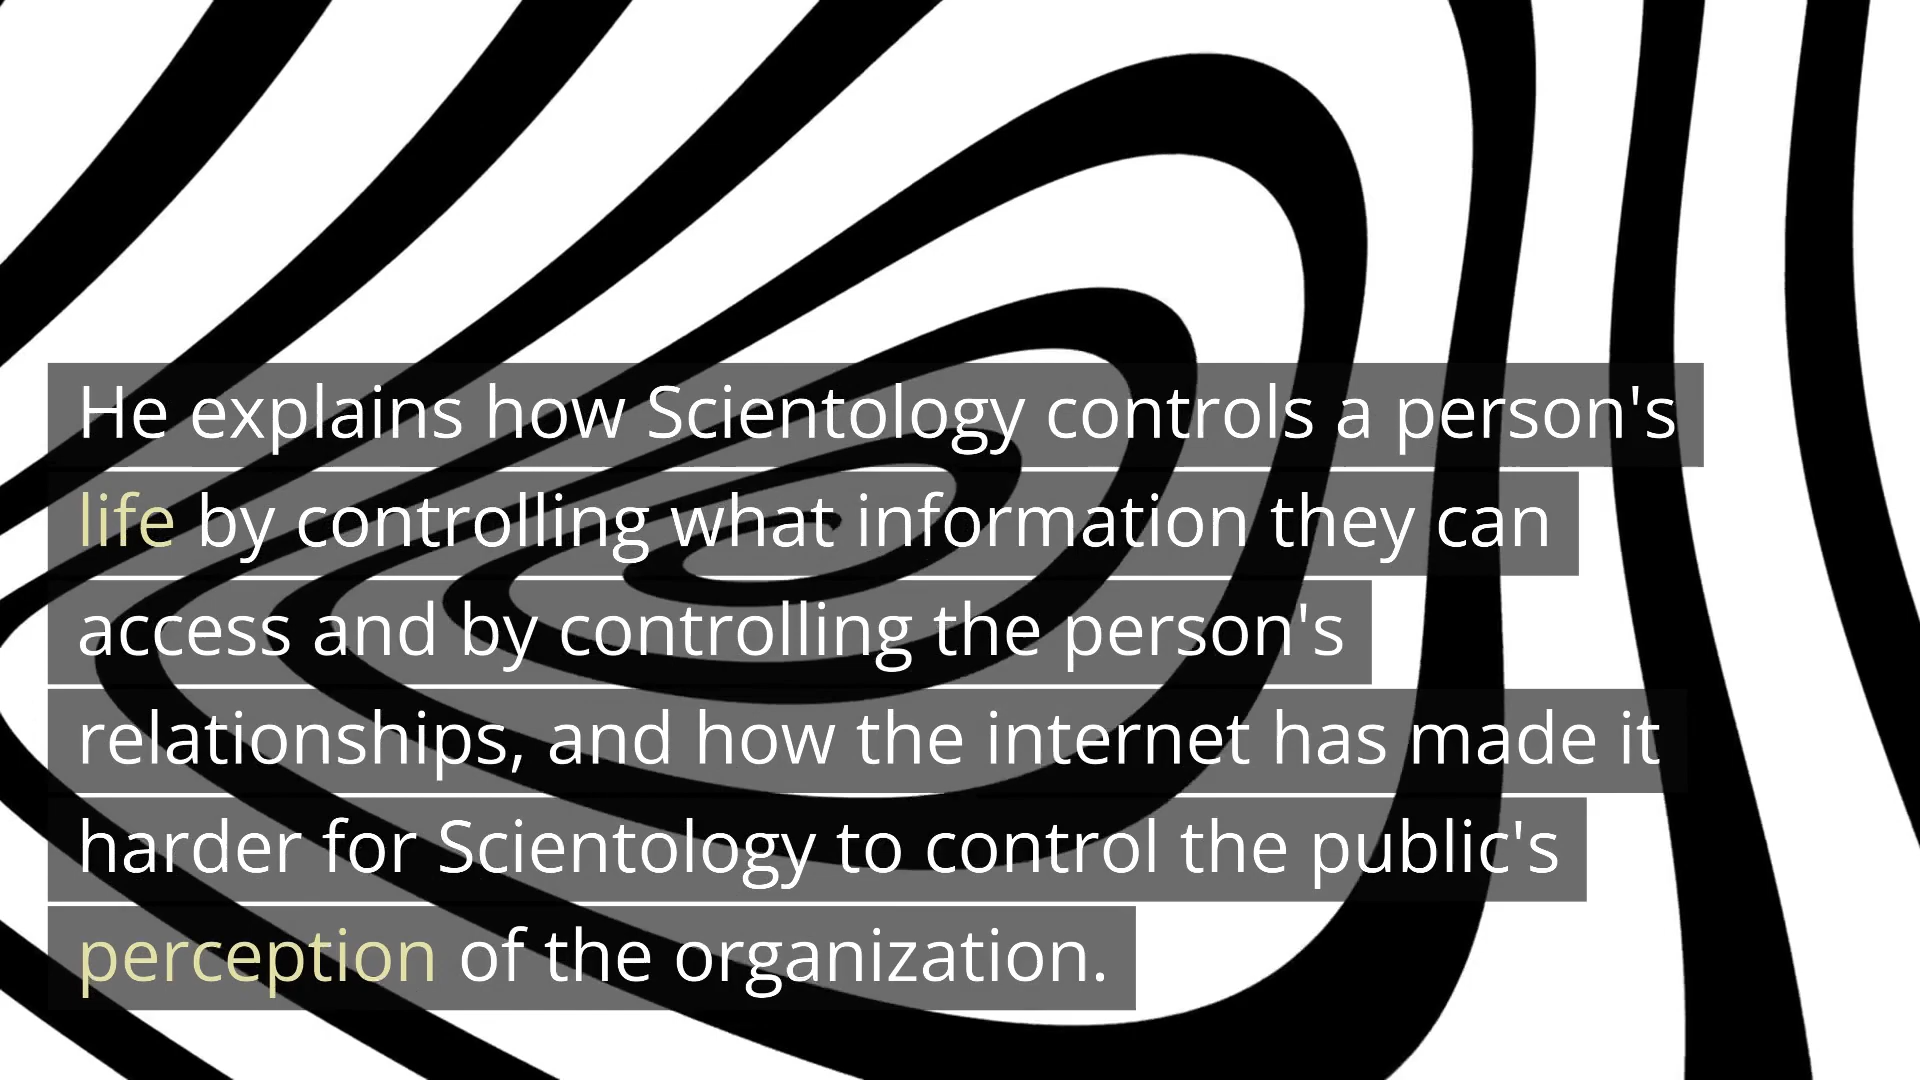 He explains how Scientology controls a person's
life by controlling what information they can
access and by controlling the person's
relationships, and how the internet has made it
harder for Scientology to control the public's
perception of the organization.